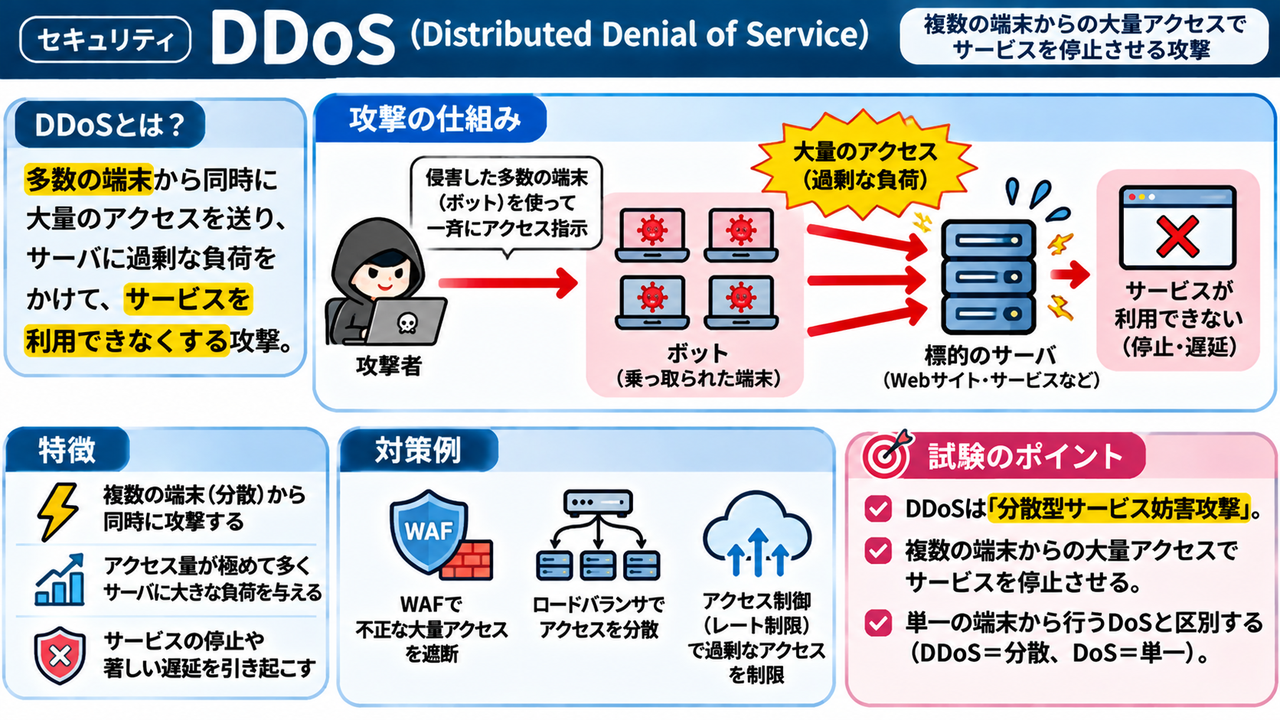 セキュリティ
DDoS
(Distributed Denial of Service)
複数の端末からの大量アクセスで
サービスを停止させる攻撃
DDoSとは？
多数の端末から同時に
大量のアクセスを送り、
サーバに過剰な負荷を
かけて、サービスを
利用できなくする攻撃。
攻撃の仕組み
侵害した多数の端末
（ボット）を使って
一斉にアクセス指示
攻撃者
ボット
（乗っ取られた端末）
大量のアクセス
（過剰な負荷）
標的のサーバ
（Webサイト・サービスなど）
サービスが
利用できない
（停止・遅延）
特徴
複数の端末（分散）から
同時に攻撃する
アクセス量が極めて多く
サーバに大きな負荷を与える
サービスの停止や
著しい遅延を引き起こす
対策例
WAF
WAFで
不正な大量アクセス
を遮断
ロードバランサで
アクセスを分散
アクセス制御
（レート制限）
で過剰なアクセス
を制限
試験のポイント
DDoSは「分散型サービス妨害攻撃」。
複数の端末からの大量アクセスで
サービスを停止させる。
単一の端末から行うDoSと区別する
（DDoS＝分散、DoS＝単一）。